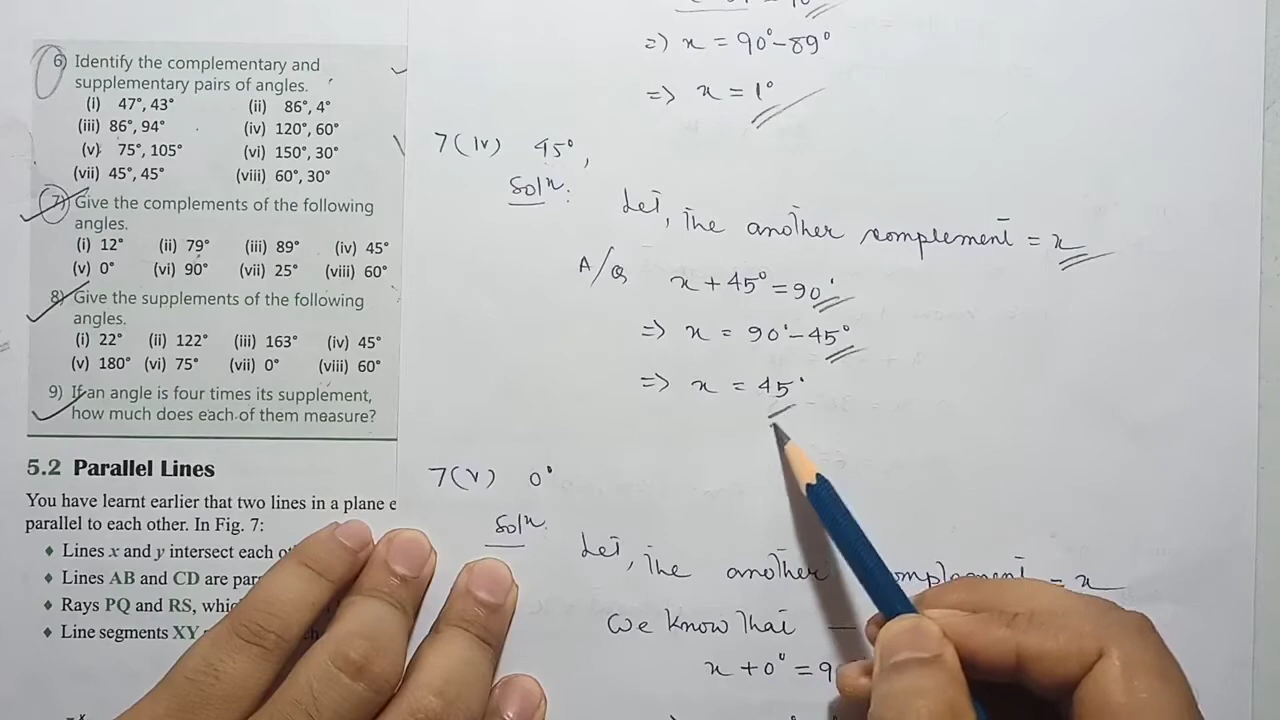 6) Identify the complementary and
supplementary pairs of angles.
(i) 47°, 43° (ii) 86°, 4°
(iii) 86°, 94° (iv) 120°, 60°
(v) 75°, 105° (vi) 150°, 30°
(vii) 45°, 45° (viii) 60°, 30°
7) Give the complements of the following
angles.
(i) 12° (ii) 79° (iii) 89° (iv) 45°
(v) 0° (vi) 90° (vii) 25° (viii) 60°
8) Give the supplements of the following
angles.
(i) 22° (ii) 122° (iii) 163° (iv) 45°
(v) 180° (vi) 75° (vii) 0° (viii) 60°
9) If an angle is four times its supplement,
how much does each of them measure?
5.2 Parallel Lines
You have learnt earlier that two lines in a plane
parallel to each other. In Fig. 7:
♦ Lines x and y intersect each
♦ Lines AB and CD are
♦ Rays PQ and RS,
♦ Line segments XY
=) x = 90°-89°
=> x = 1°
7(iv) 45°,
Solⁿ:
Let, The another complement = x
A/Q x + 45° = 90°
=> x = 90°-45°
=> x = 45°
7(v) 0°
Solⁿ:
Let, The another complement = x
We know that —
x + 0° = 9